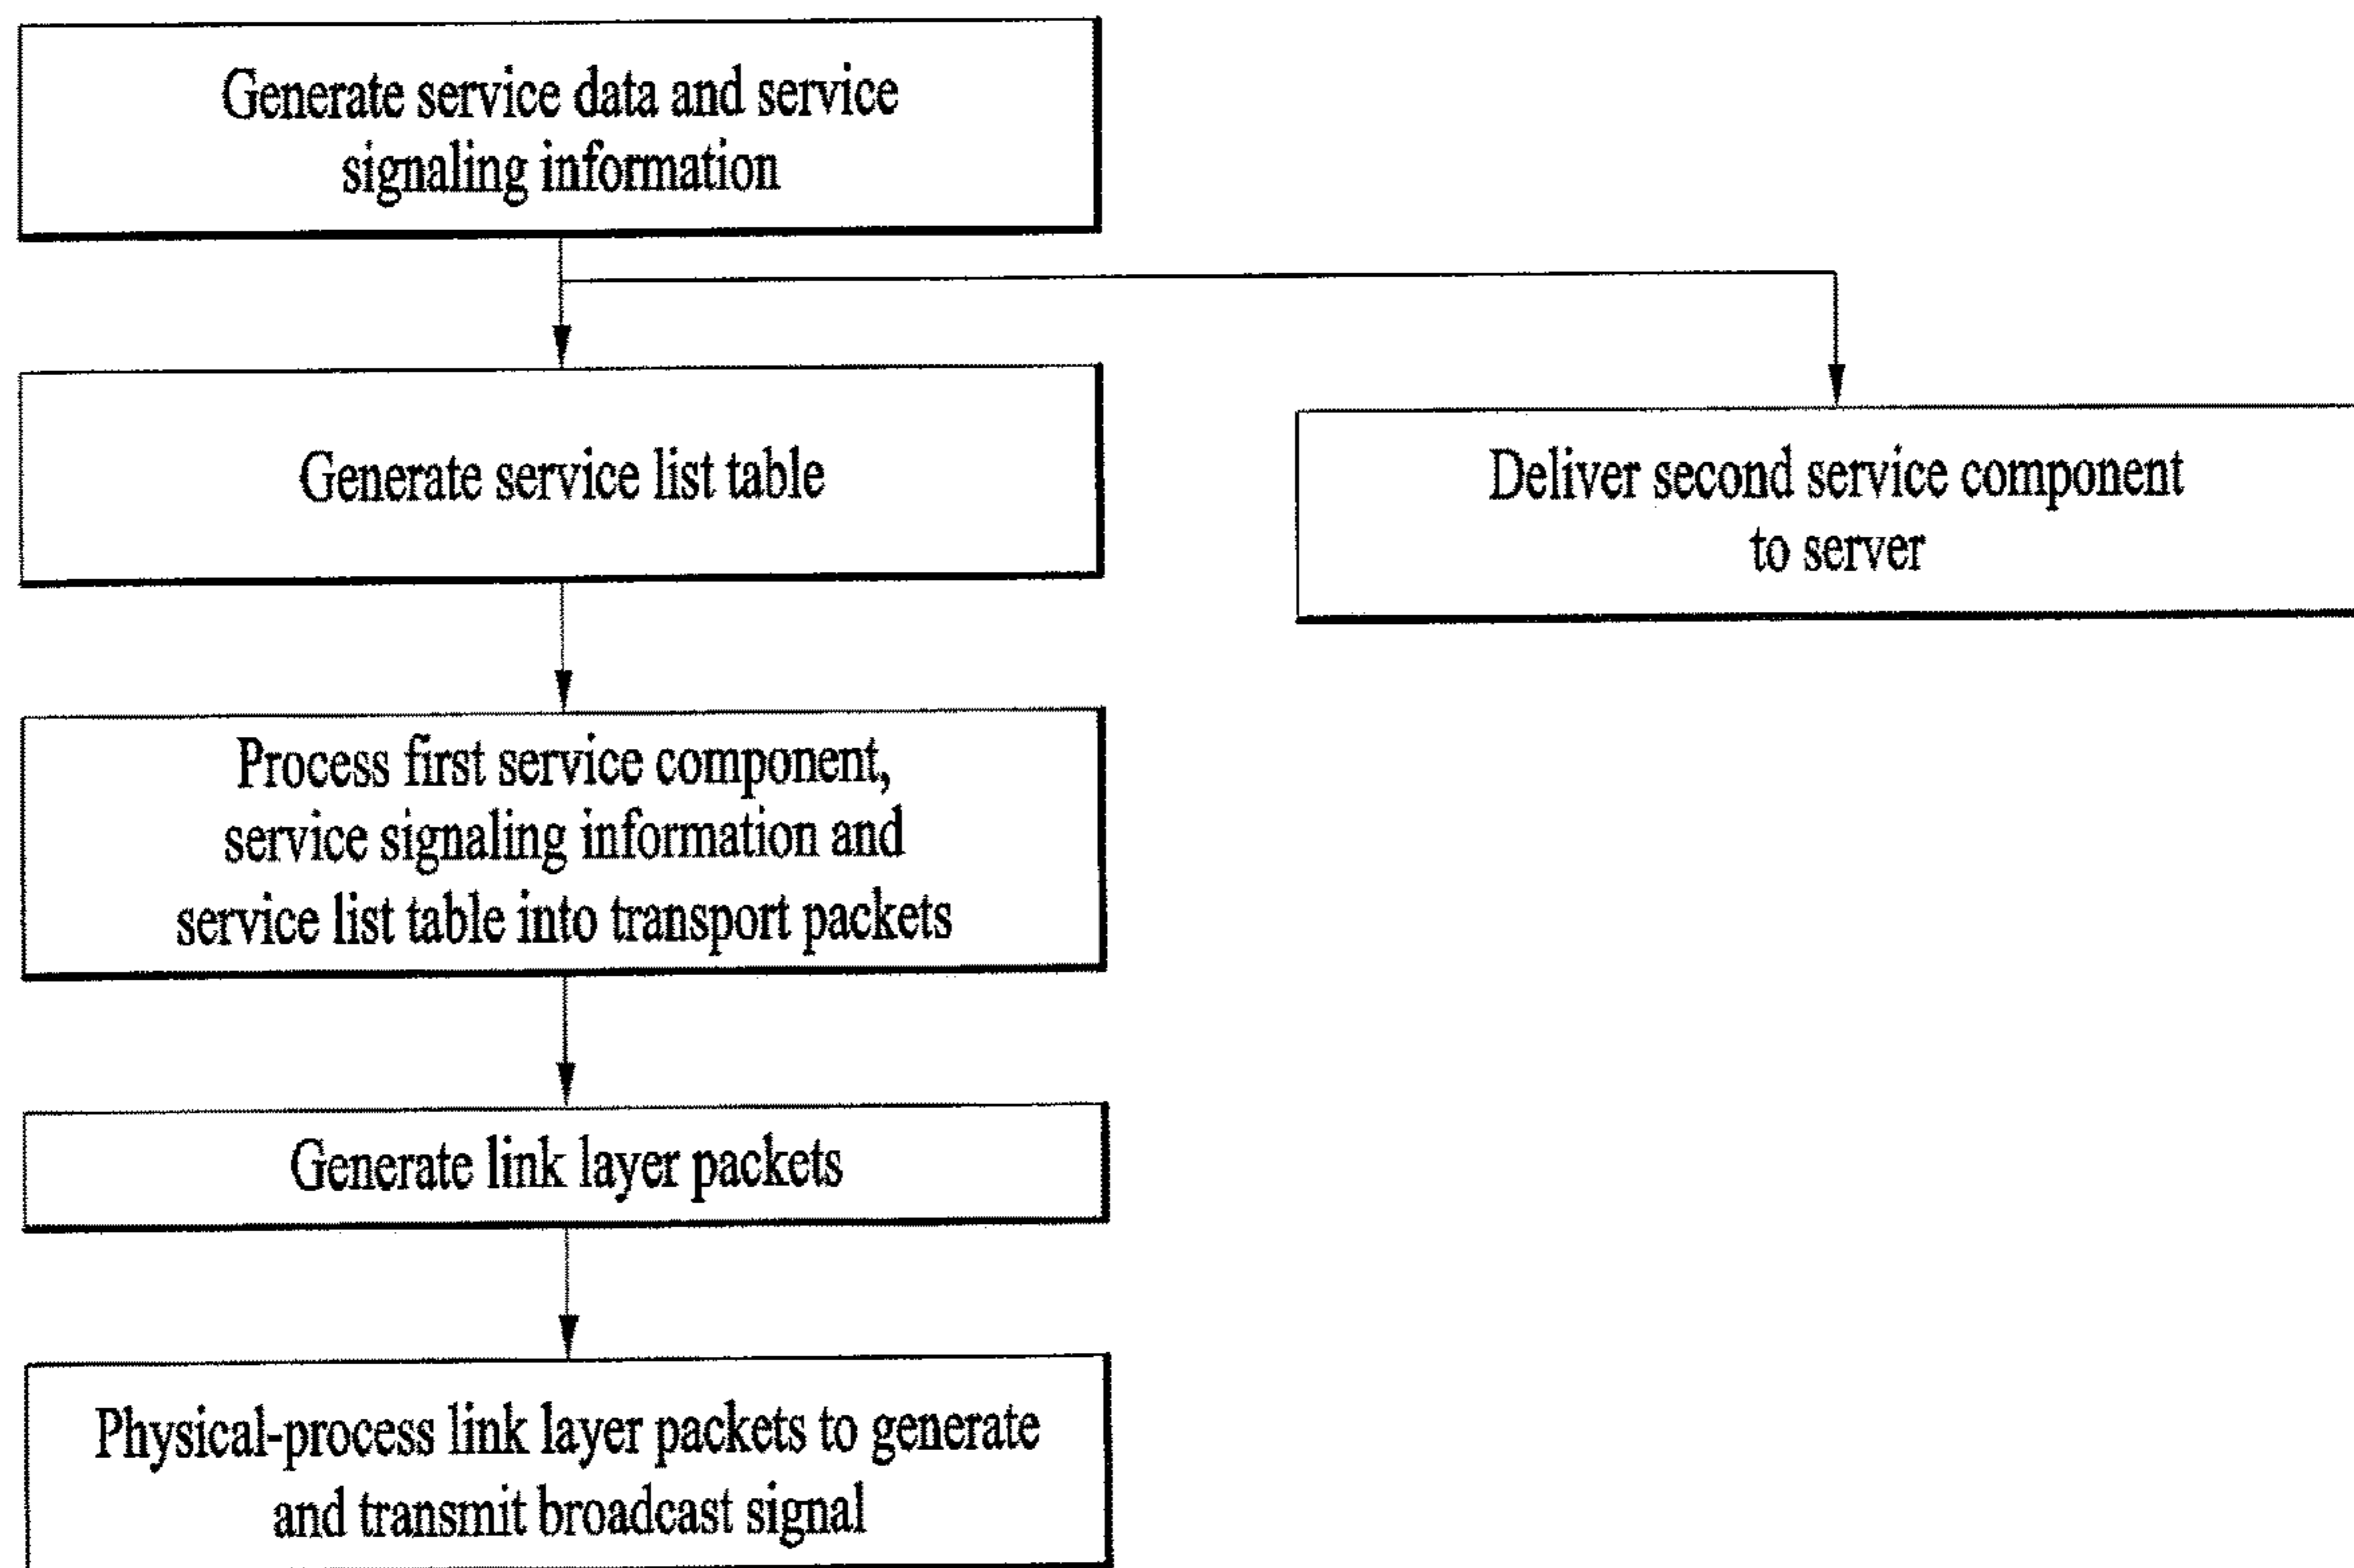 Generate service data and service
signaling information
Generate service list table
Deliver second service component
to server
Process first service component,
service signaling information and
service list table into transport packets
Generate link layer packets
Physical-process link layer packets to generate
and transmit broadcast signal